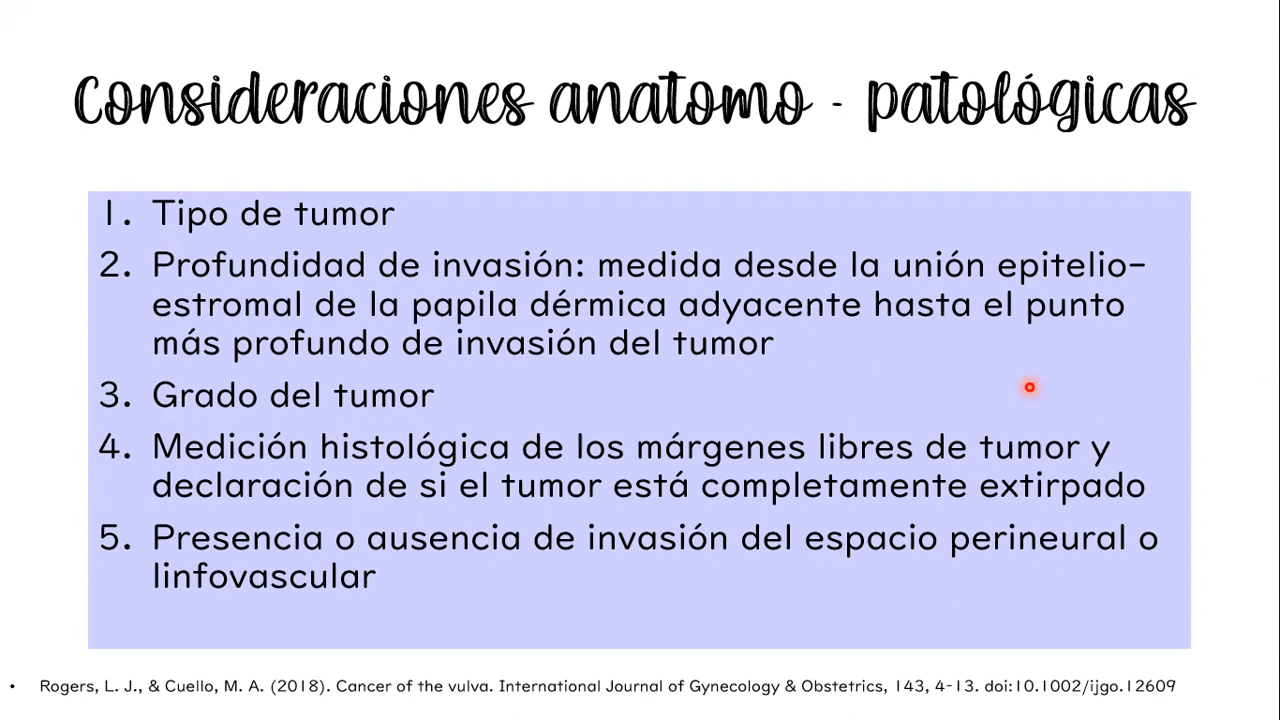 Consideraciones anatomo - patológicas
1. Tipo de tumor
2. Profundidad de invasión: medida desde la unión epitelio-
estromal de la papila dérmica adyacente hasta el punto
más profundo de invasión del tumor
3. Grado del tumor
4. Medición histológica de los márgenes libres de tumor y
declaración de si el tumor está completamente extirpado
5. Presencia o ausencia de invasión del espacio perineural o
linfovascular
• Rogers, L. J., & Cuello, M. A. (2018). Cancer of the vulva. International Journal of Gynecology & Obstetrics, 143, 4-13. doi:10.1002/ijgo.12609